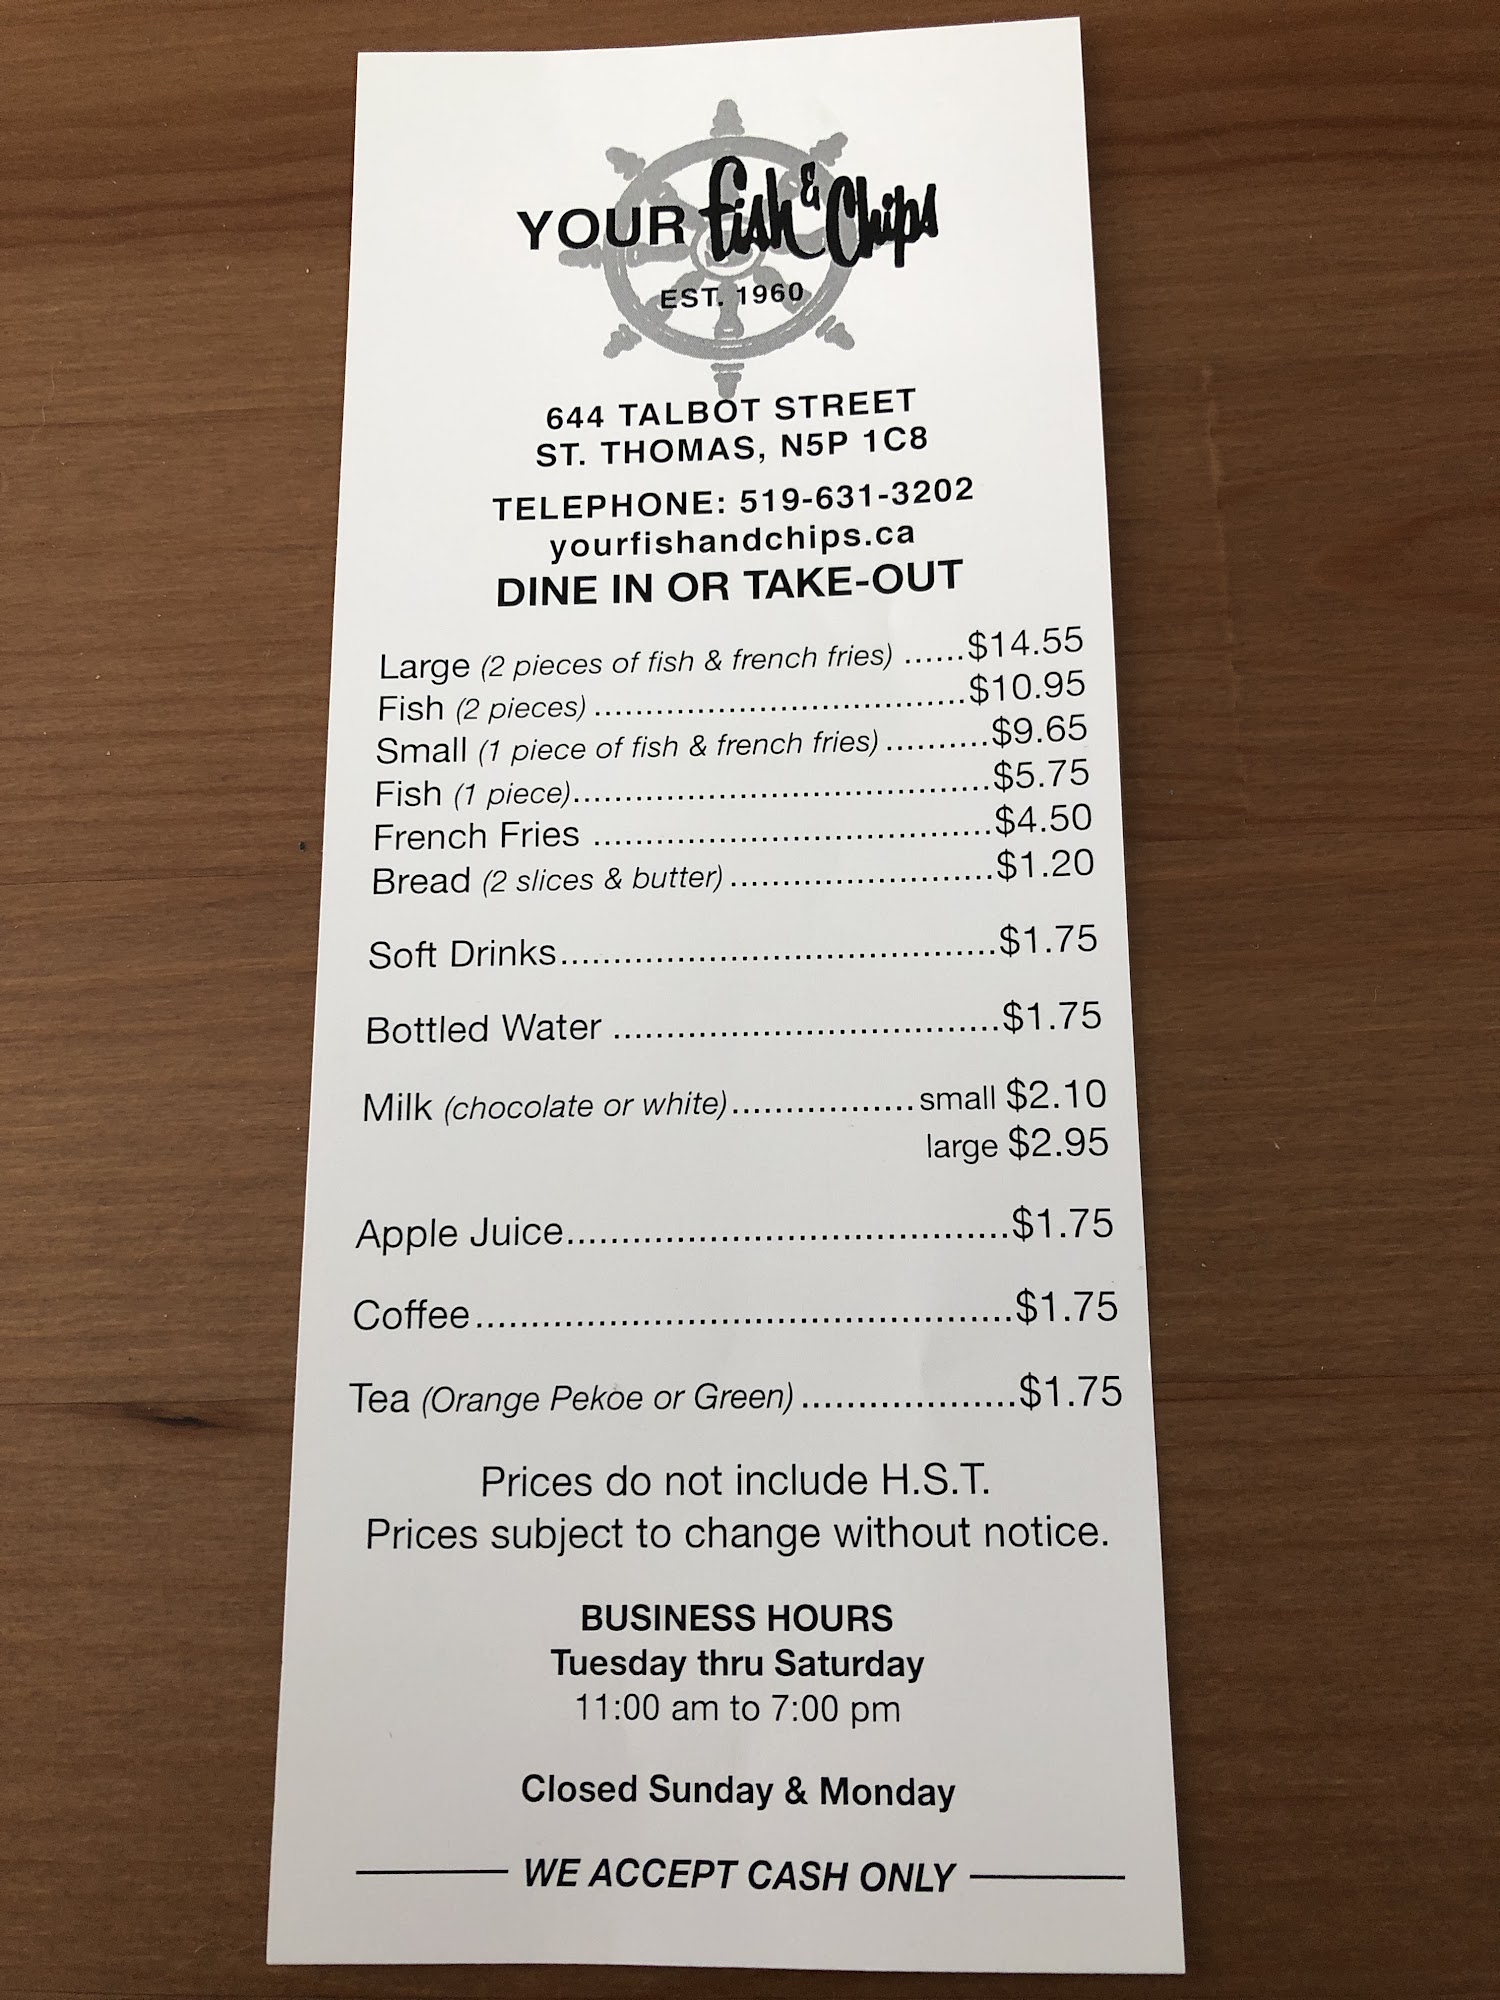 YOUR fish & Chips
EST. 1960
644 TALBOT STREET
ST. THOMAS, N5P 1C8
TELEPHONE: 519-631-3202
yourfishandchips.ca
DINE IN OR TAKE-OUT
Large (2 pieces of fish & french fries) ......$14.55
Fish (2 pieces) ....................................$10.95
Small (1 piece of fish & french fries) ..........$9.65
Fish (1 piece)........................................$5.75
French Fries ......................................$4.50
Bread (2 slices & butter) .........................$1.20
Soft Drinks.........................................$1.75
Bottled Water ....................................$1.75
Milk (chocolate or white).................small $2.10
large $2.95
Apple Juice.........................................$1.75
Coffee.................................................$1.75
Tea (Orange Pekoe or Green) ....................$1.75
Prices do not include H.S.T.
Prices subject to change without notice.
BUSINESS HOURS
Tuesday thru Saturday
11:00 am to 7:00 pm
Closed Sunday & Monday
WE ACCEPT CASH ONLY